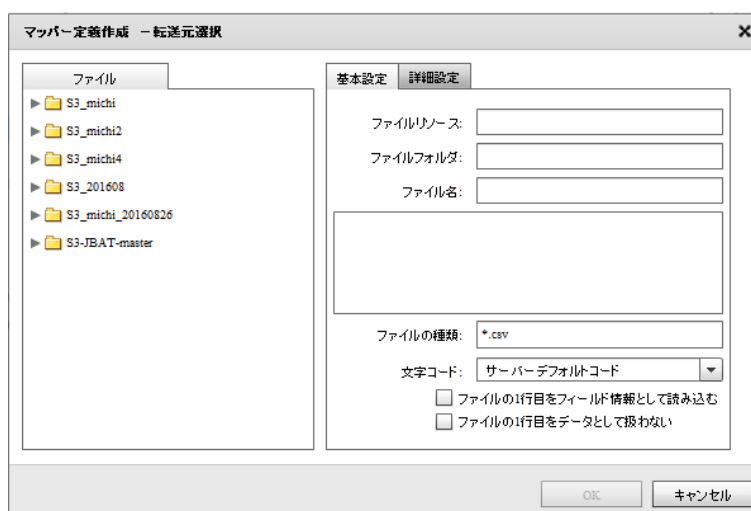 マッパー定義作成 －転送元選択
ファイル
S3_michi
S3_michi2
S3_michi4
S3_201608
S3_michi_20160826
S3-JBAT-master
基本設定 詳細設定
ファイルリソース:
ファイルフォルダ:
ファイル名:
ファイルの種類: *.csv
文字コード: サーバーデフォルトコード
ファイルの1行目をフィールド情報として読み込む
ファイルの1行目をデータとして扱わない
OK キャンセル